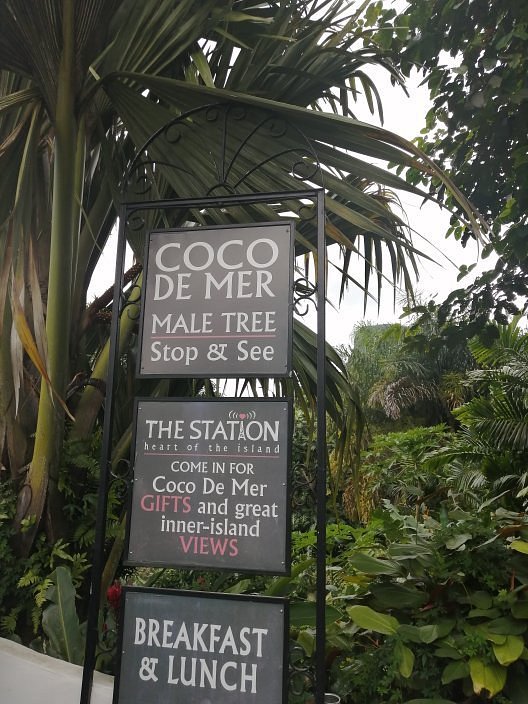 COCO
DE MER
MALE TREE
Stop & See
THE STATION
heart of the island
COME IN FOR
Coco De Mer
GIFTS and great
inner-island
VIEWS
BREAKFAST
& LUNCH